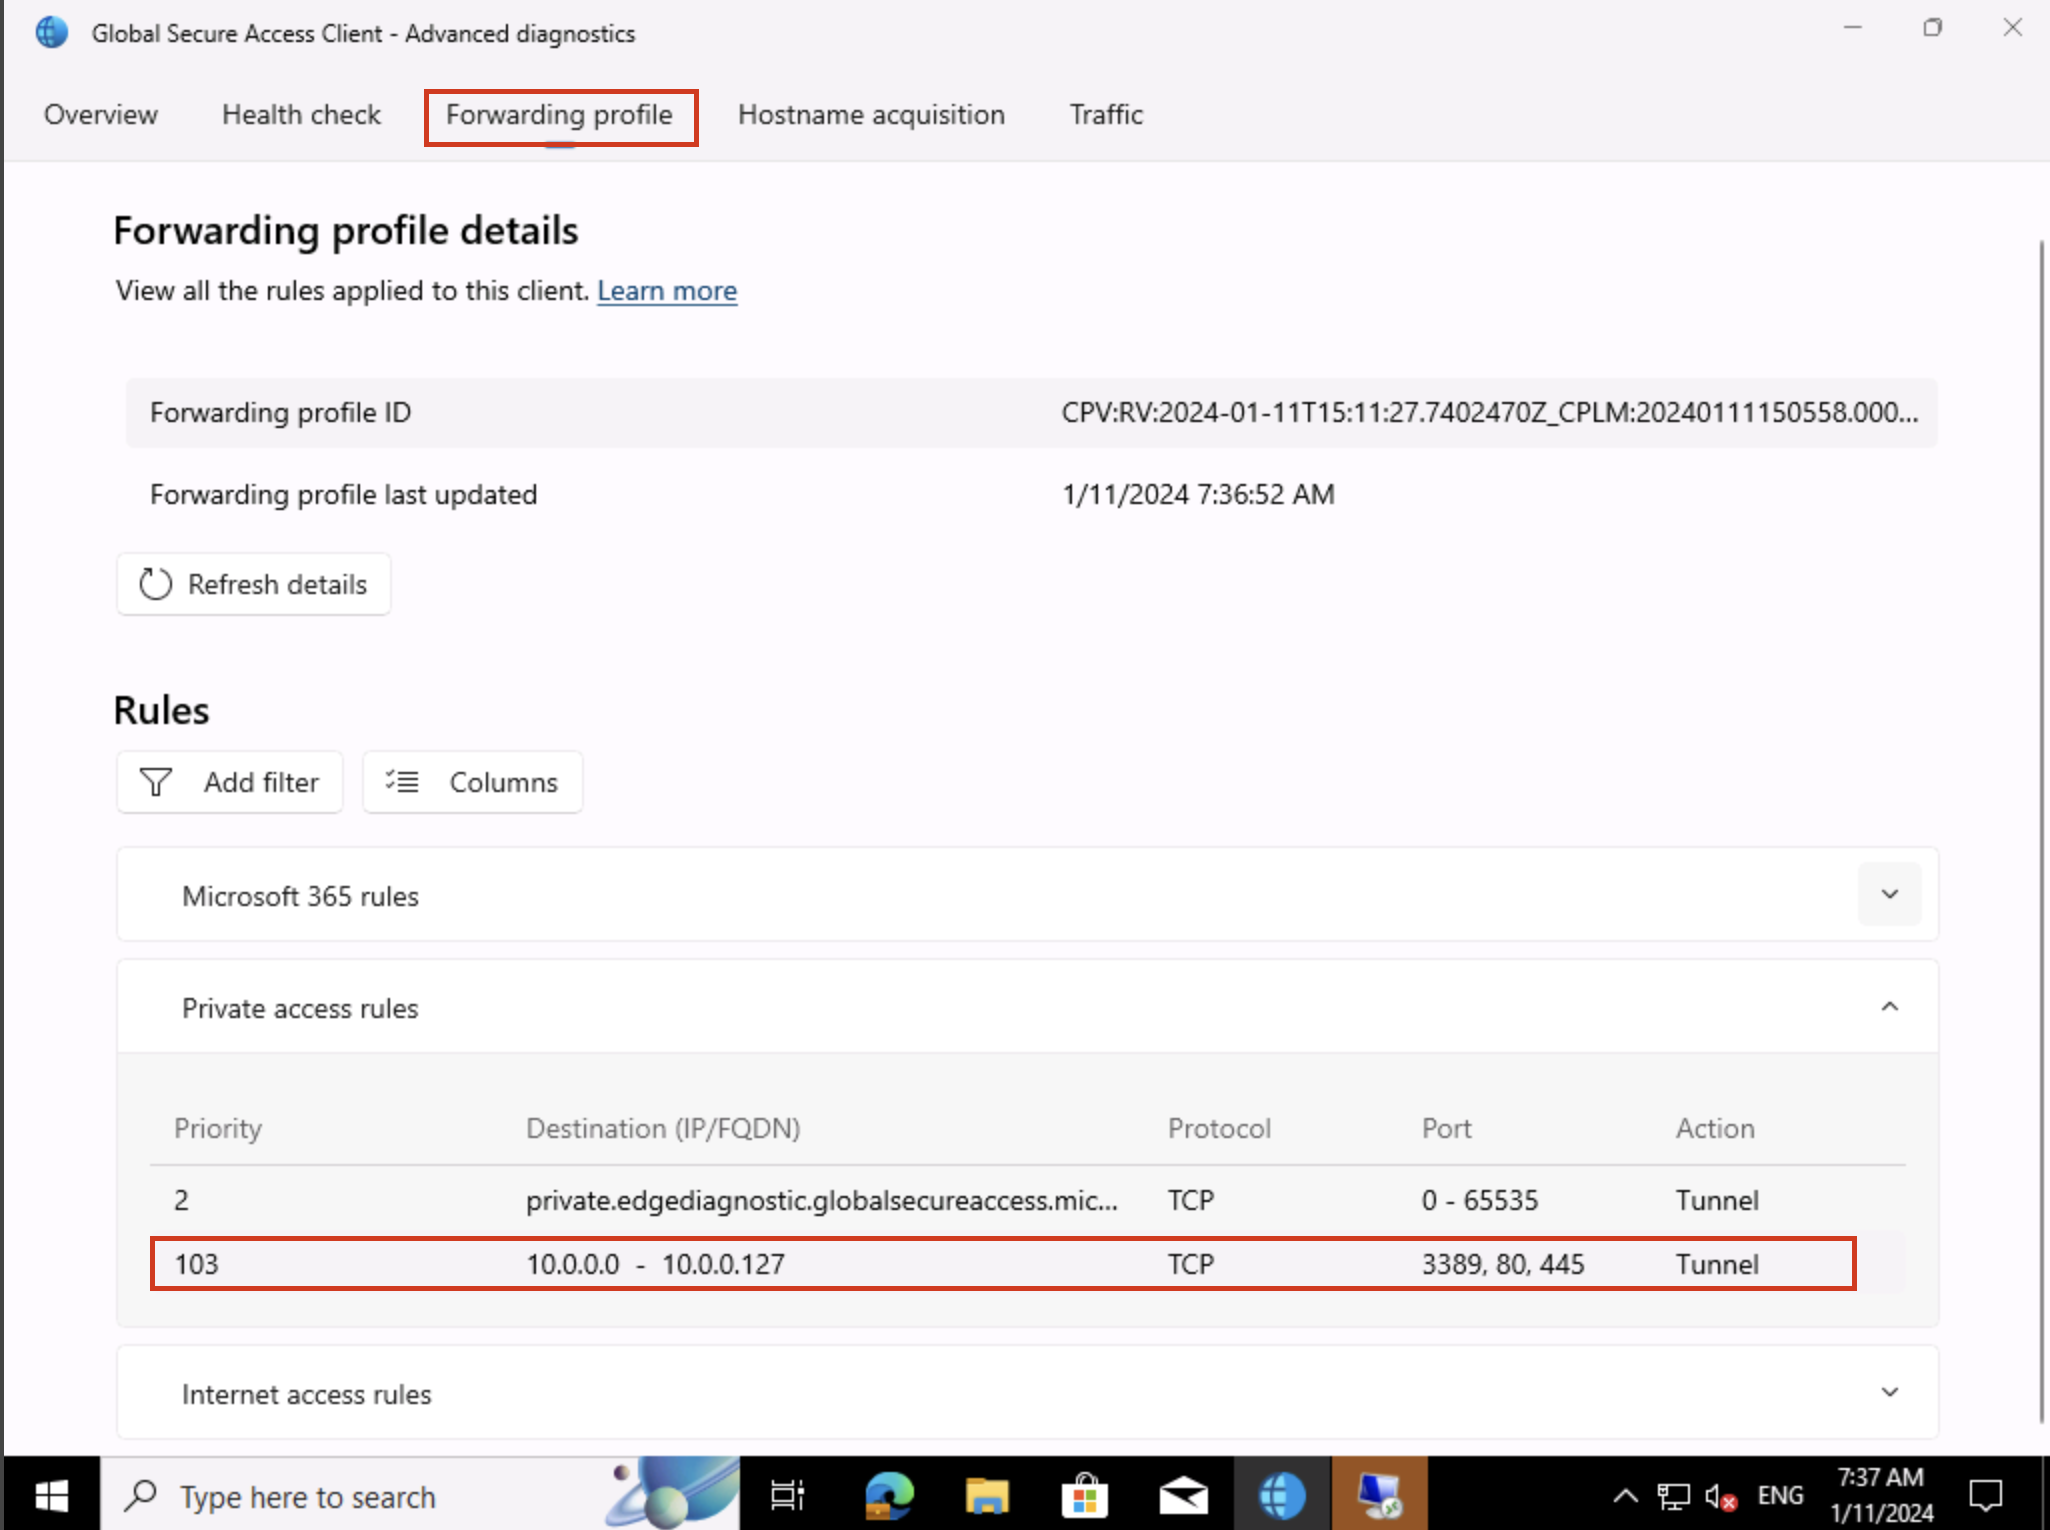 Global Secure Access Client - Advanced diagnostics
Overview Health check Forwarding profile Hostname acquisition Traffic
Forwarding profile details
View all the rules applied to this client. Learn more
Forwarding profile ID CPV:RV:2024-01-11T15:11:27.7402470Z_CPLM:20240111150558.000...
Forwarding profile last updated 1/11/2024 7:36:52 AM
Refresh details
Rules
Add filter Columns
Microsoft 365 rules
Private access rules
Priority Destination (IP/FQDN) Protocol Port Action
2 private.edgediagnostic.globalsecureaccess.mic... TCP 0 - 65535 Tunnel
103 10.0.0.0 - 10.0.0.127 TCP 3389, 80, 445 Tunnel
Internet access rules
Type here to search ENG 7:37 AM
1/11/2024